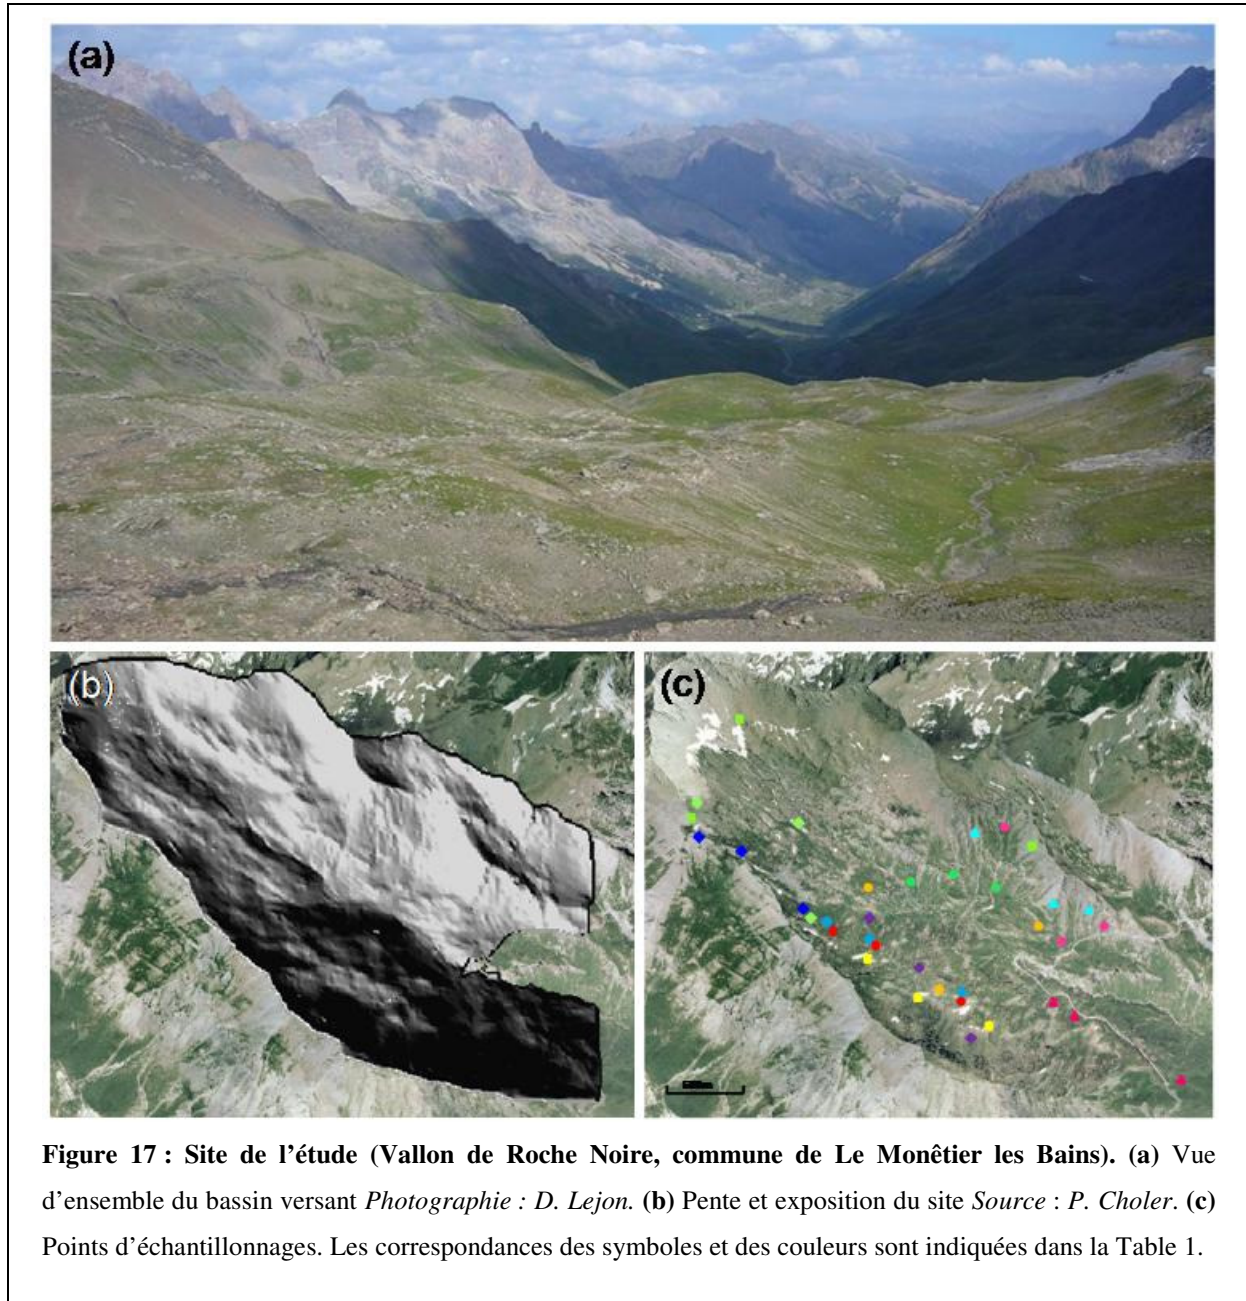 (a)
(b)
(c)
Figure 17 : Site de l'étude (Vallon de Roche Noire, commune de Le Monêtier les Bains). (a) Vue
d'ensemble du bassin versant Photographie : D. Lejon. (b) Pente et exposition du site Source : P. Choler. (c)
Points d'échantillonnages. Les correspondances des symboles et des couleurs sont indiquées dans la Table 1.